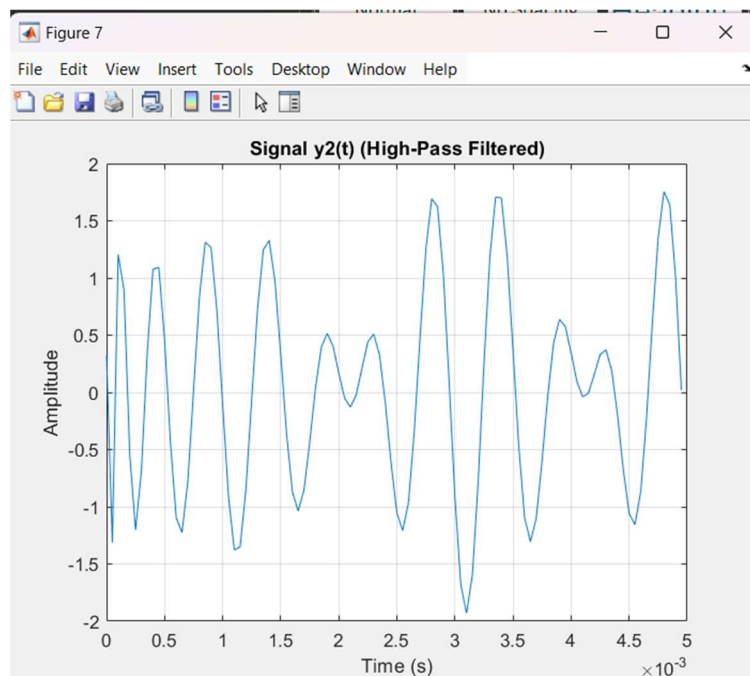 Figure 7
File Edit View Insert Tools Desktop Window Help
Signal y2(t) (High-Pass Filtered)
2
1.5
1
0.5
0
-0.5
-1
-1.5
-2
Amplitude
0 0.5 1 1.5 2 2.5 3 3.5 4 4.5 5
Time (s)
×10⁻³